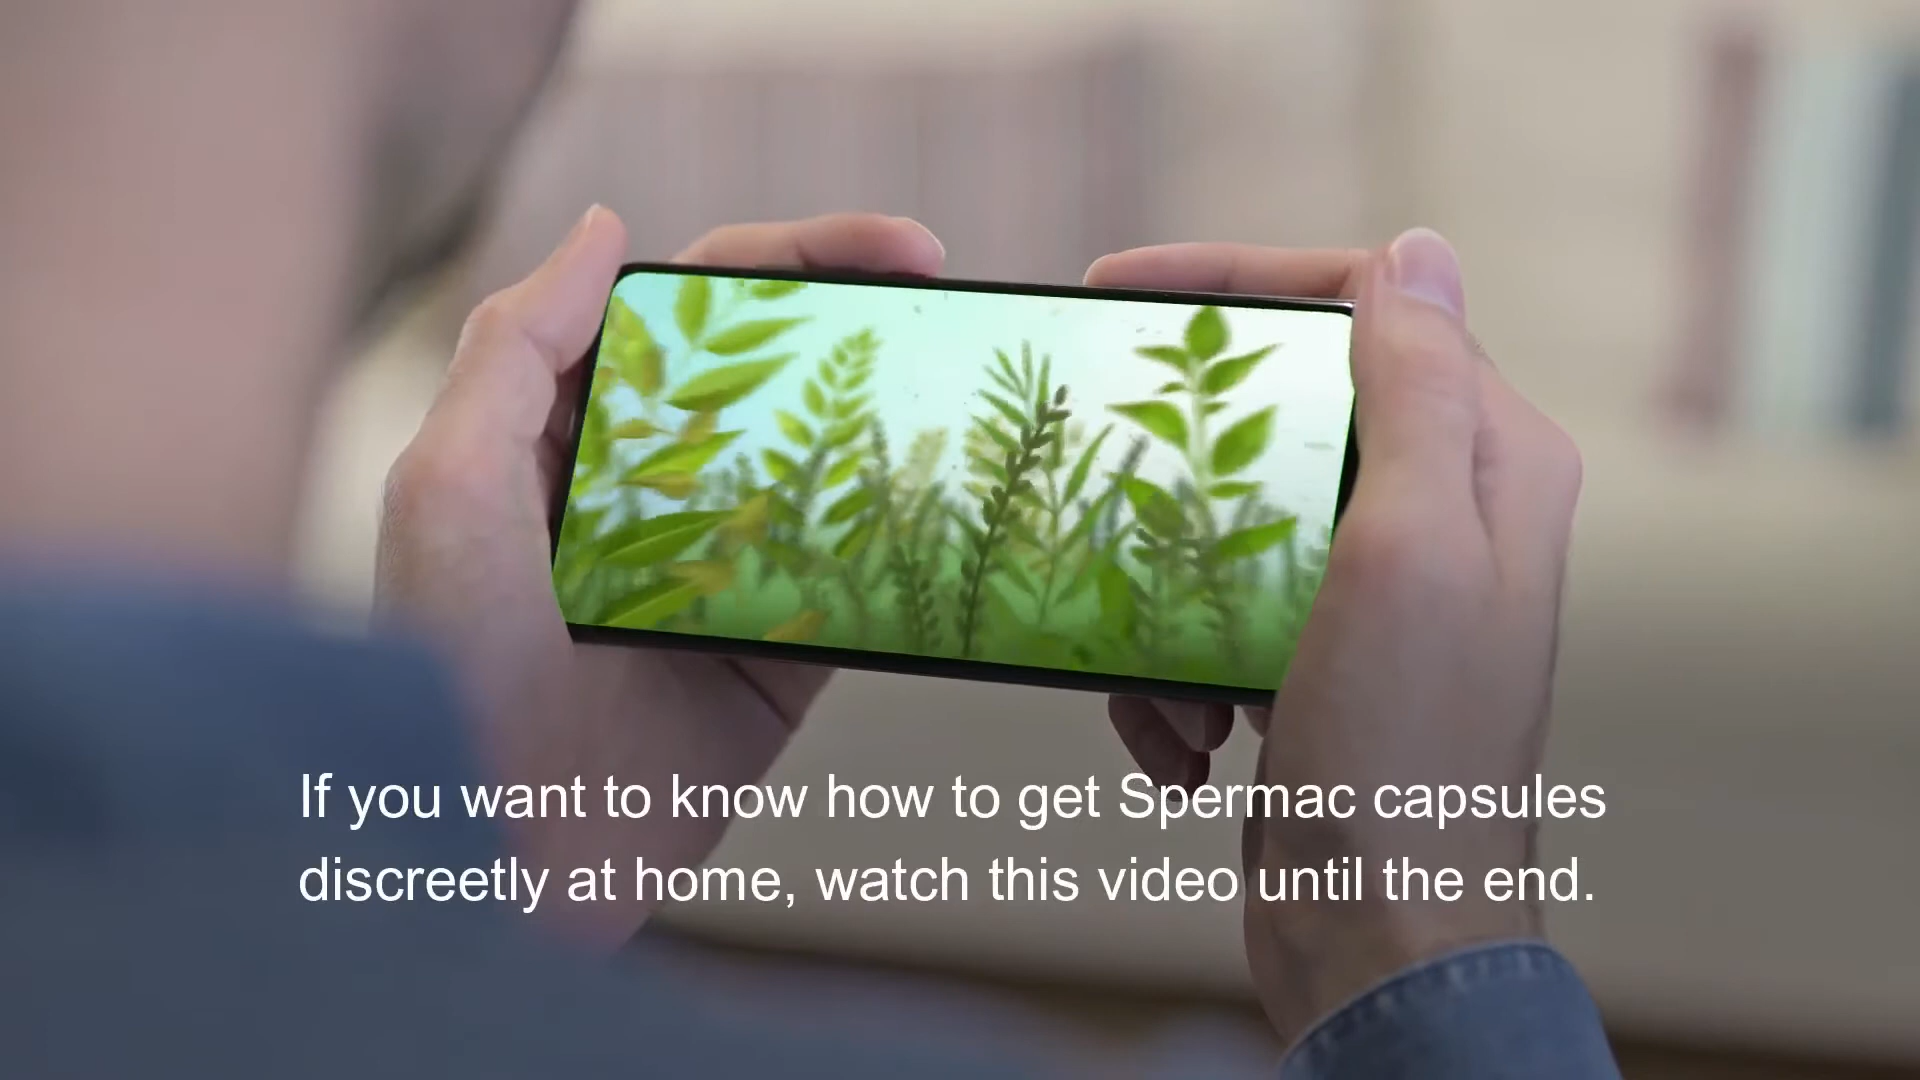 If you want to know how to get Spermac capsules
discreetly at home, watch this video until the end.